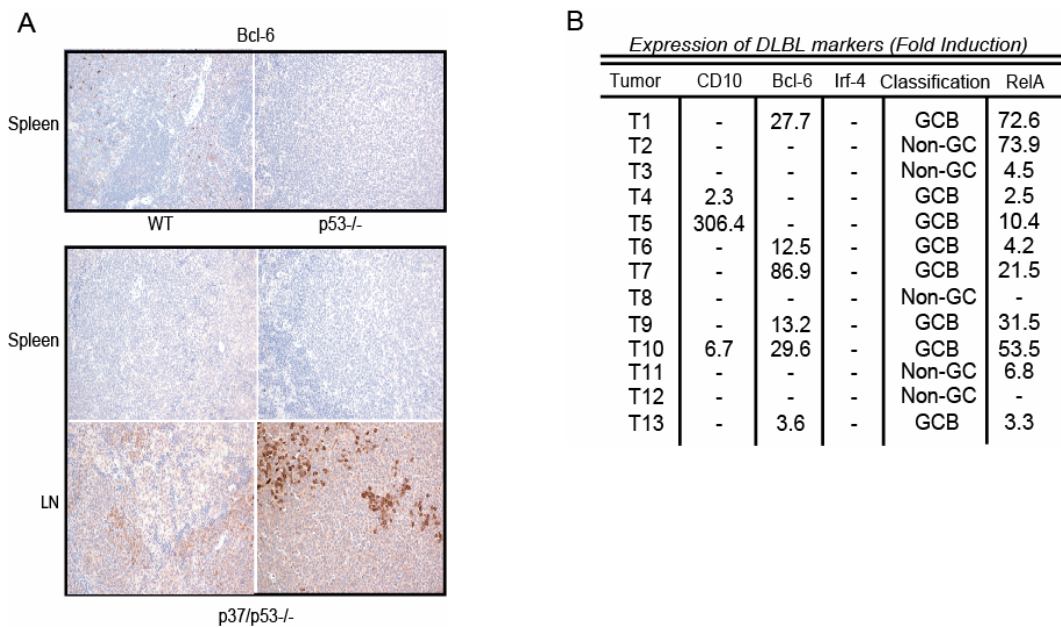 A
Bcl-6
Spleen
WT p53-/-
Spleen
LN
p37/p53-/-
B
Expression of DLBL markers (Fold Induction)
Tumor CD10 Bcl-6 Irf-4 Classification RelA
T1 - 27.7 - GCB 72.6
T2 - - - Non-GC 73.9
T3 - - - Non-GC 4.5
T4 2.3 - - GCB 2.5
T5 306.4 - - GCB 10.4
T6 - 12.5 - GCB 4.2
T7 - 86.9 - GCB 21.5
T8 - - - Non-GC -
T9 - 13.2 - GCB 31.5
T10 6.7 29.6 - GCB 53.5
T11 - - - Non-GC 6.8
T12 - - - Non-GC -
T13 - 3.6 - GCB 3.3